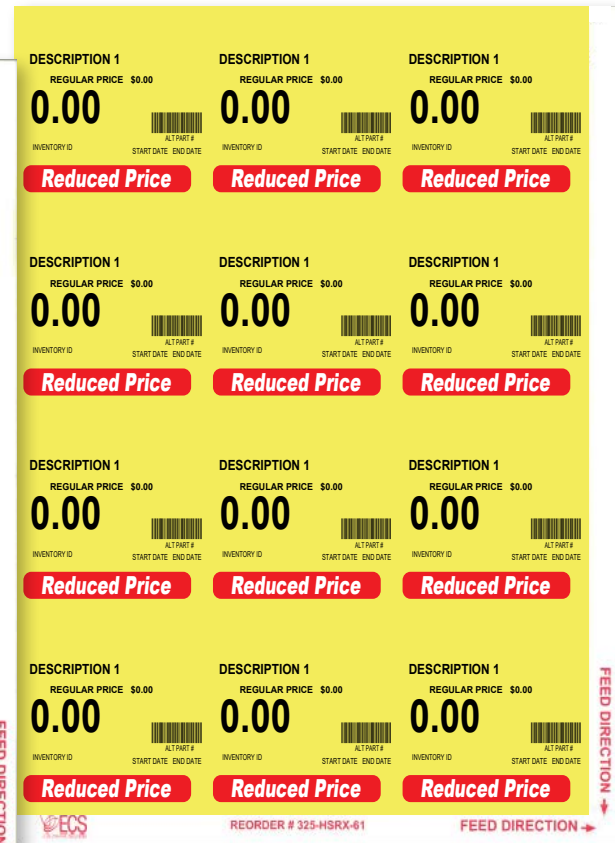 DESCRIPTION 1 DESCRIPTION 1 DESCRIPTION 1
REGULAR PRICE $0.00 REGULAR PRICE $0.00 REGULAR PRICE $0.00
0.00 0.00 0.00
ALT PART # ALT PART # ALT PART #
INVENTORY ID START DATE END DATE INVENTORY ID START DATE END DATE INVENTORY ID START DATE END DATE
Reduced Price Reduced Price Reduced Price
DESCRIPTION 1 DESCRIPTION 1 DESCRIPTION 1
REGULAR PRICE $0.00 REGULAR PRICE $0.00 REGULAR PRICE $0.00
0.00 0.00 0.00
ALT PART # ALT PART # ALT PART #
INVENTORY ID START DATE END DATE INVENTORY ID START DATE END DATE INVENTORY ID START DATE END DATE
Reduced Price Reduced Price Reduced Price
DESCRIPTION 1 DESCRIPTION 1 DESCRIPTION 1
REGULAR PRICE $0.00 REGULAR PRICE $0.00 REGULAR PRICE $0.00
0.00 0.00 0.00
ALT PART # ALT PART # ALT PART #
INVENTORY ID START DATE END DATE INVENTORY ID START DATE END DATE INVENTORY ID START DATE END DATE
Reduced Price Reduced Price Reduced Price
DESCRIPTION 1 DESCRIPTION 1 DESCRIPTION 1
REGULAR PRICE $0.00 REGULAR PRICE $0.00 REGULAR PRICE $0.00
0.00 0.00 0.00
ALT PART # ALT PART # ALT PART #
INVENTORY ID START DATE END DATE INVENTORY ID START DATE END DATE INVENTORY ID START DATE END DATE
Reduced Price Reduced Price Reduced Price
ECS REORDER # 325-HSRX-61 FEED DIRECTION →
FEED DIRECTION →
FEED DIRECTION